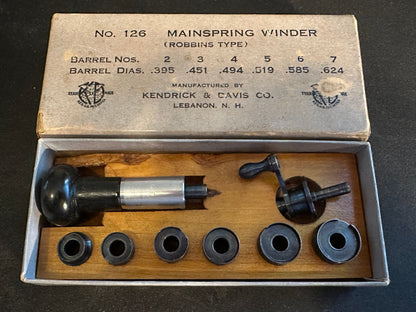 No. 126 MAINSPRING WINDER
(ROBBINS TYPE)
BARREL NOS. 2 3 4 5 6 7
BARREL DIAS. .395 .451 .494 .519 .585 .624
MANUFACTURED BY
KENDRICK & DAVIS CO.
LEBANON, N. H.